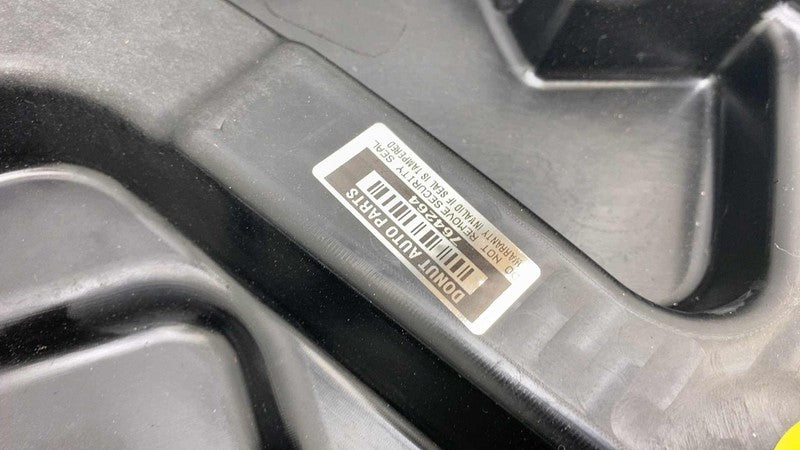 DONUT AUTO PARTS
764264
DO NOT REMOVE SECURITY SEAL
WARRANTY INVALID IF SEAL IS TAMPERED